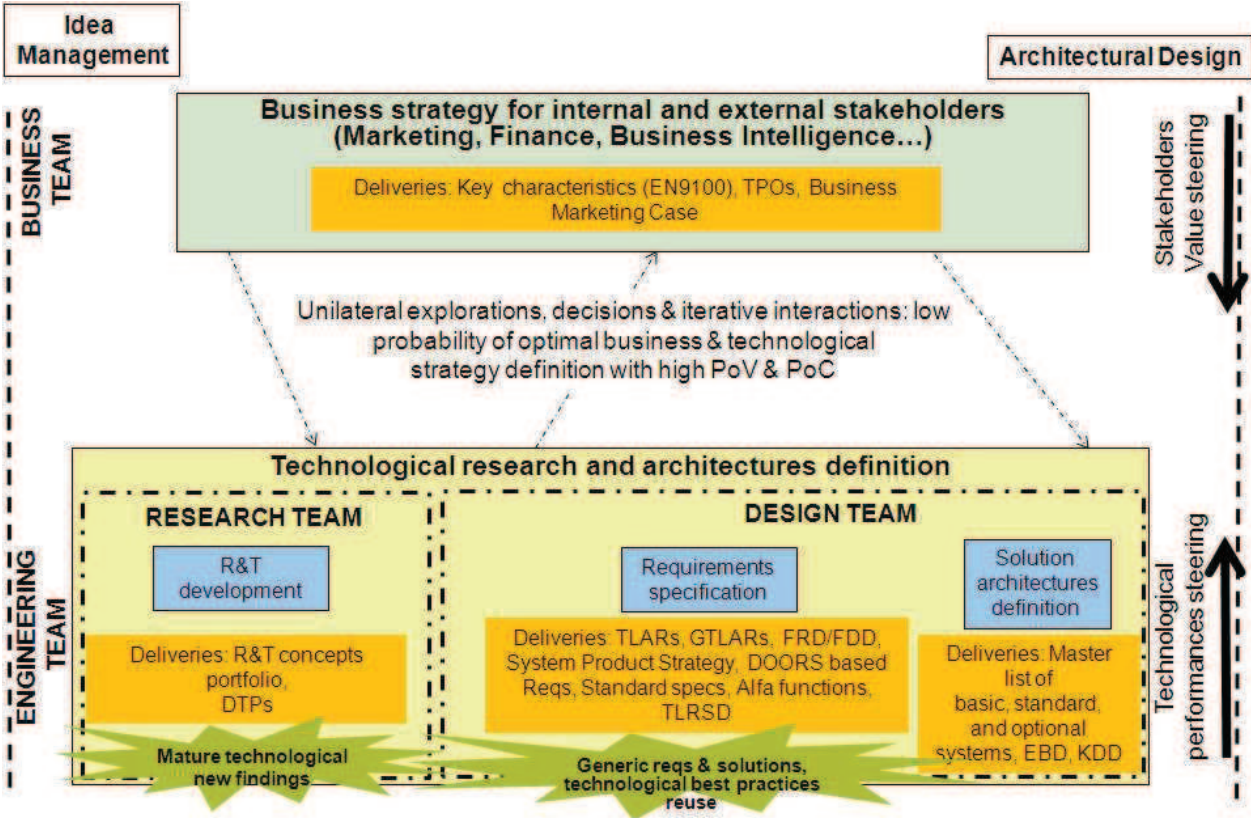 Idea
Management
Architectural Design
BUSINESS
TEAM
Business strategy for internal and external stakeholders
(Marketing, Finance, Business Intelligence...)
Deliveries: Key characteristics (EN9100), TPOs, Business
Marketing Case
Stakeholders
Value steering
Unilateral explorations, decisions & iterative interactions: low
probability of optimal business & technological
strategy definition with high PoV & PoC
ENGINEERING
TEAM
Technological research and architectures definition
RESEARCH TEAM
R&T
development
Deliveries: R&T concepts
portfolio,
DTPs
Mature technological
new findings
DESIGN TEAM
Requirements
specification
Deliveries: TLARs, GTLARs, FRD/FDD,
System Product Strategy, DOORS based
Reqs, Standard specs, Alfa functions,
TLRSD
Generic reqs & solutions,
technological best practices
reuse
Solution
architectures
definition
Deliveries: Master
list of
basic, standard,
and optional
systems, EBD, KDD
Technological
performances steering